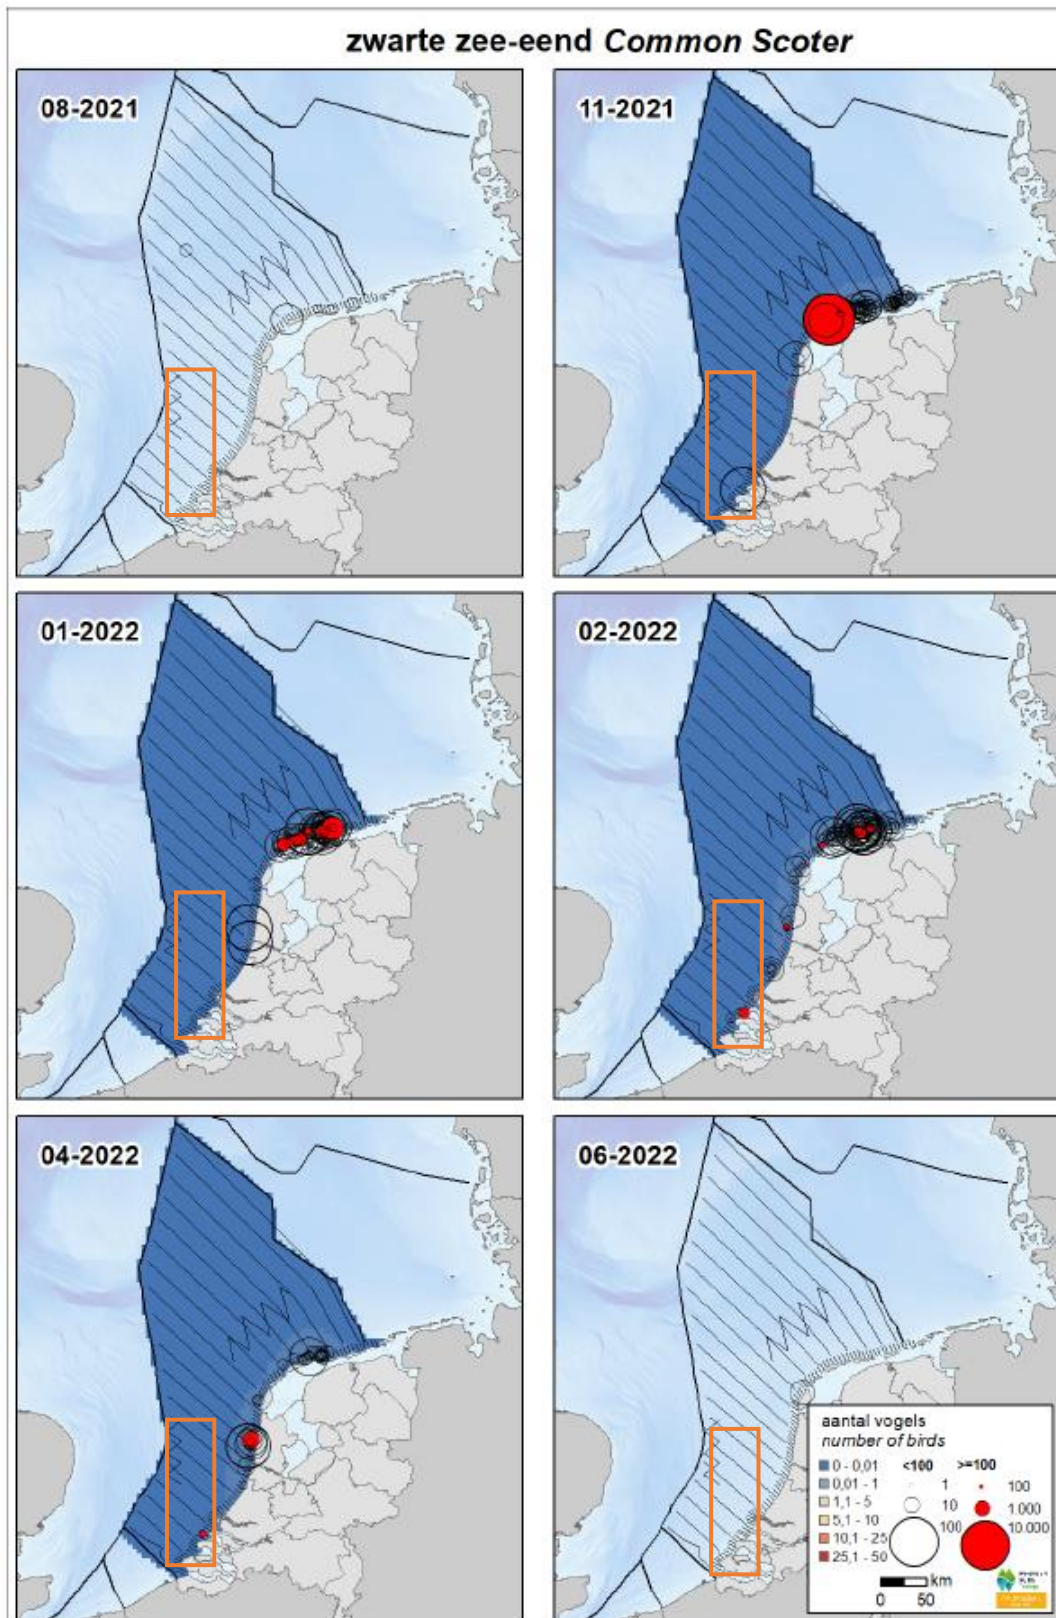 zwarte zee-eend Common Scoter
08-2021
11-2021
01-2022
02-2022
04-2022
06-2022
aantal vogels
number of birds
0 - 0,01 <100 >=100
0,01 - 1 1 100
1,1 - 5 10 1.000
5,1 - 10
10,1 - 25 100 10.000
25,1 - 50
km
0 50